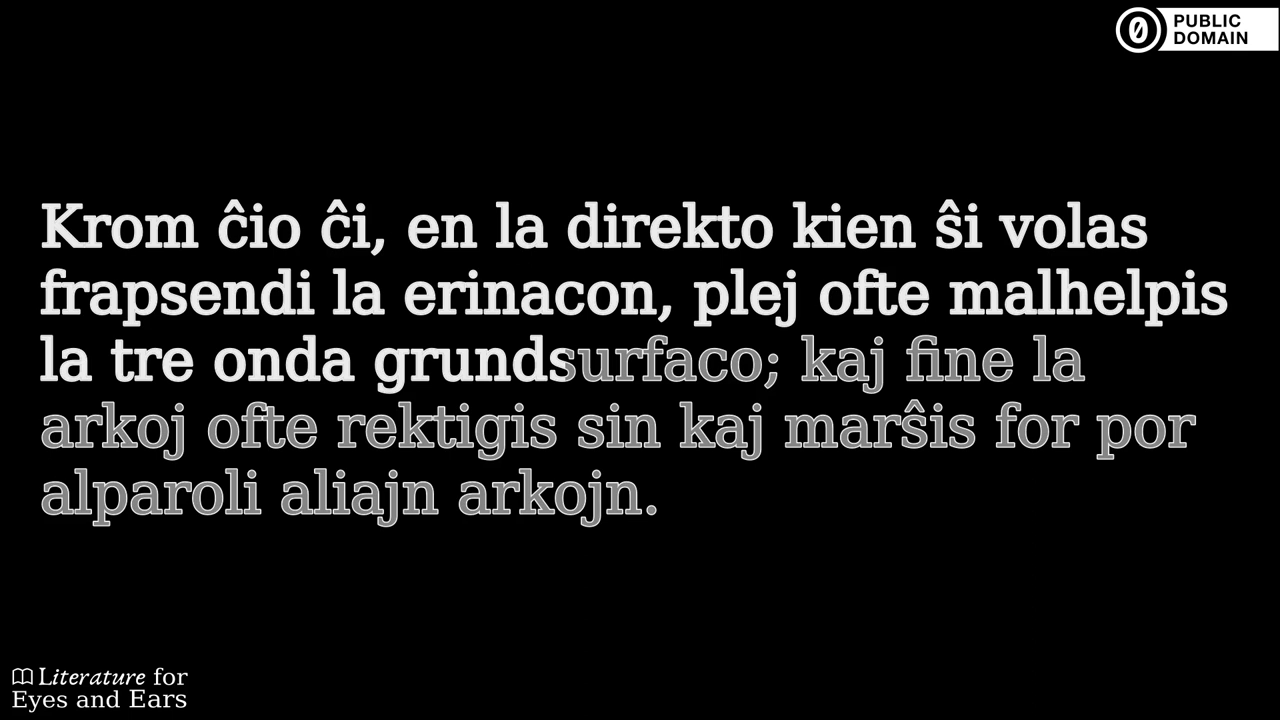 PUBLIC
DOMAIN
Krom ĉio ĉi, en la direkto kien ŝi volas
frapsendi la erinacon, plej ofte malhelpis
la tre onda grundsurfaco; kaj fine la
arkoj ofte rektigis sin kaj marŝis for por
alparoli aliajn arkojn.
Literature for
Eyes and Ears